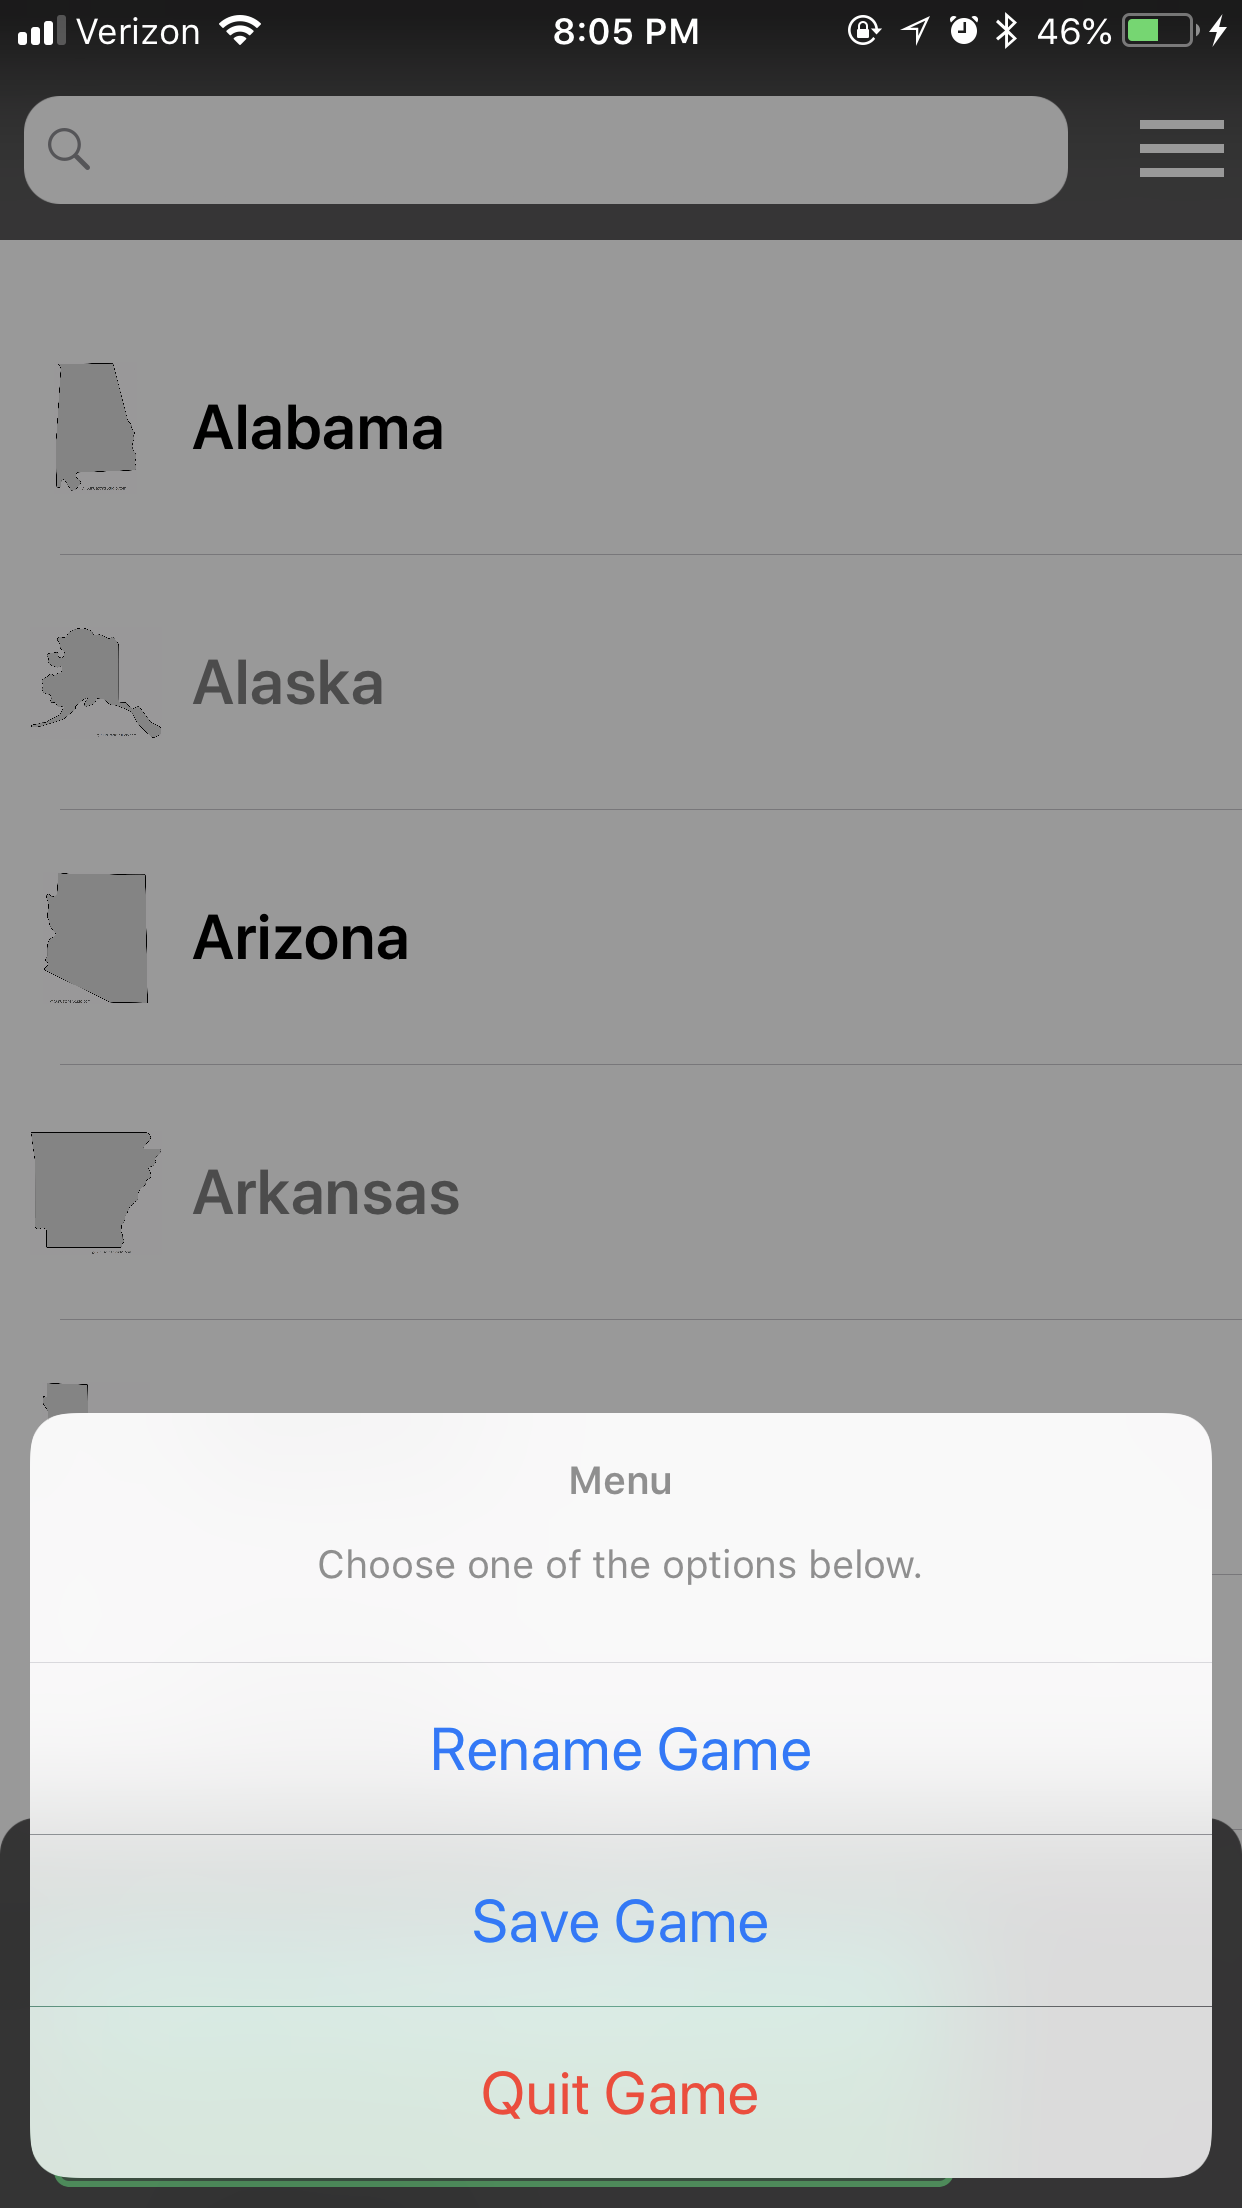 Verizon 8:05 PM 46%
Alabama
Alaska
Arizona
Arkansas
Menu
Choose one of the options below.
Rename Game
Save Game
Quit Game